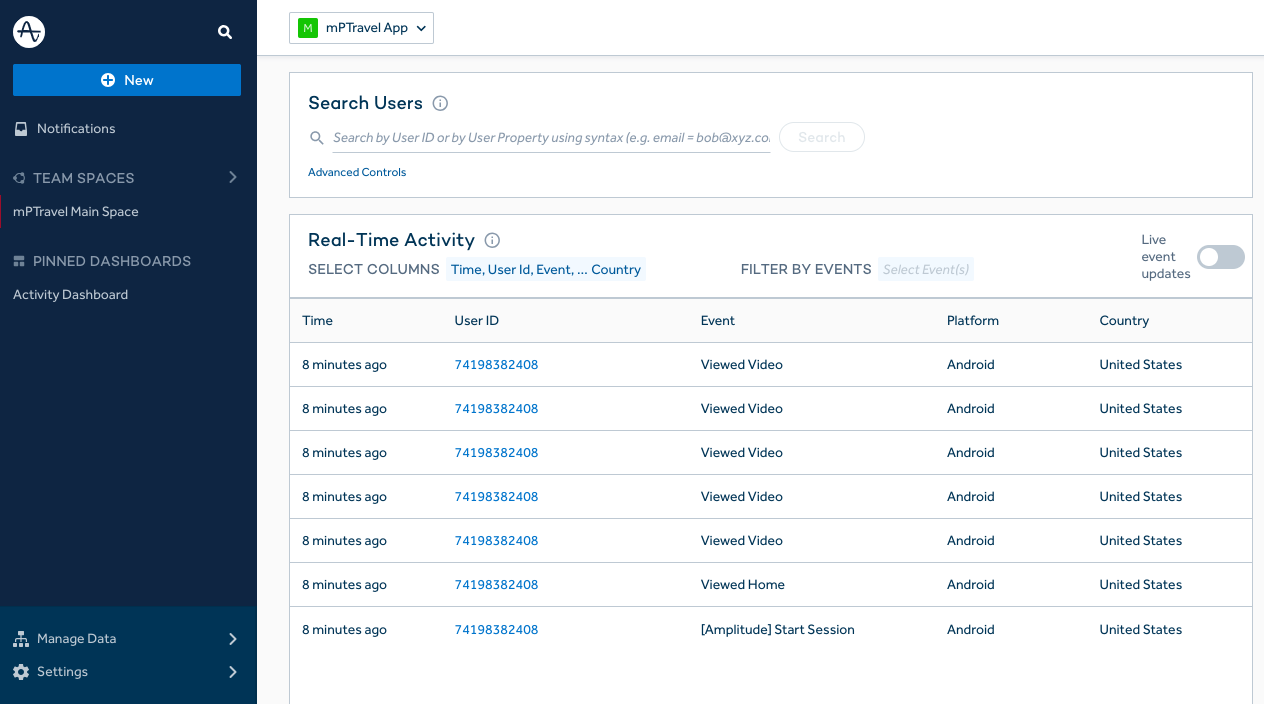 New
Notifications
TEAM SPACES
mPTravel Main Space
PINNED DASHBOARDS
Activity Dashboard
Manage Data
Settings
M mPTravel App
Search Users
Search by User ID or by User Property using syntax (e.g. email = bob@xyz.co
Search
Advanced Controls
Real-Time Activity
SELECT COLUMNS Time, User Id, Event, ... Country FILTER BY EVENTS Select Event(s)
Live
event
updates
Time User ID Event Platform Country
8 minutes ago 74198382408 Viewed Video Android United States
8 minutes ago 74198382408 Viewed Video Android United States
8 minutes ago 74198382408 Viewed Video Android United States
8 minutes ago 74198382408 Viewed Video Android United States
8 minutes ago 74198382408 Viewed Video Android United States
8 minutes ago 74198382408 Viewed Home Android United States
8 minutes ago 74198382408 [Amplitude] Start Session Android United States